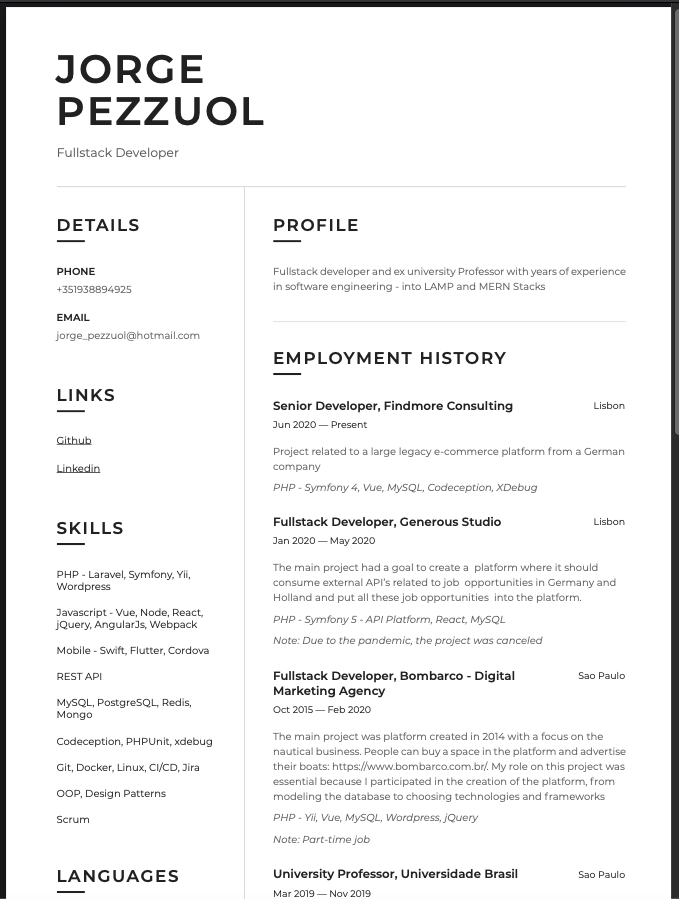 JORGE
PEZZUOL
Fullstack Developer
DETAILS
PHONE
+351938894925
EMAIL
jorge_pezzuol@hotmail.com
LINKS
Github
Linkedin
SKILLS
PHP - Laravel, Symfony, Yii,
Wordpress
Javascript - Vue, Node, React,
jQuery, AngularJs, Webpack
Mobile - Swift, Flutter, Cordova
REST API
MySQL, PostgreSQL, Redis,
Mongo
Codeception, PHPUnit, xdebug
Git, Docker, Linux, CI/CD, Jira
OOP, Design Patterns
Scrum
LANGUAGES
PROFILE
Fullstack developer and ex university Professor with years of experience
in software engineering - into LAMP and MERN Stacks
EMPLOYMENT HISTORY
Senior Developer, Findmore Consulting
Lisbon
Jun 2020 — Present
Project related to a large legacy e-commerce platform from a German
company
PHP - Symfony 4, Vue, MySQL, Codeception, XDebug
Fullstack Developer, Generous Studio
Lisbon
Jan 2020 — May 2020
The main project had a goal to create a  platform where it should
consume external API's related to job  opportunities in Germany and
Holland and put all these job opportunities  into the platform.
PHP - Symfony 5 - API Platform, React, MySQL
Note: Due to the pandemic, the project was canceled
Fullstack Developer, Bombarco - Digital
Marketing Agency
Sao Paulo
Oct 2015 — Feb 2020
The main project was platform created in 2014 with a focus on the
nautical business. People can buy a space in the platform and advertise
their boats: https://www.bombarco.com.br/. My role on this project was
essential because I participated in the creation of the platform, from
modeling the database to choosing technologies and frameworks
PHP - Yii, Vue, MySQL, Wordpress, jQuery
Note: Part-time job
University Professor, Universidade Brasil
Sao Paulo
Mar 2019 — Nov 2019